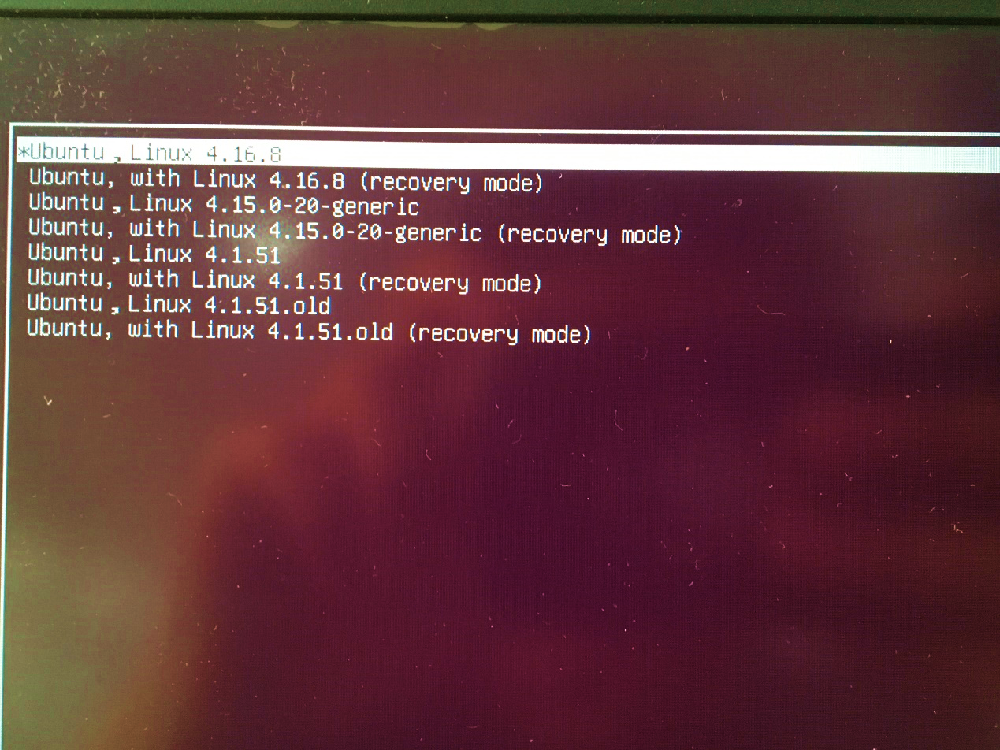 *Ubuntu , Linux 4.16.8
Ubuntu, with Linux 4.16.8 (recovery mode)
Ubuntu , Linux 4.15.0-20-generic
Ubuntu, with Linux 4.15.0-20-generic (recovery mode)
Ubuntu , Linux 4.1.51
Ubuntu, with Linux 4.1.51 (recovery mode)
Ubuntu , Linux 4.1.51.old
Ubuntu, with Linux 4.1.51.old (recovery mode)